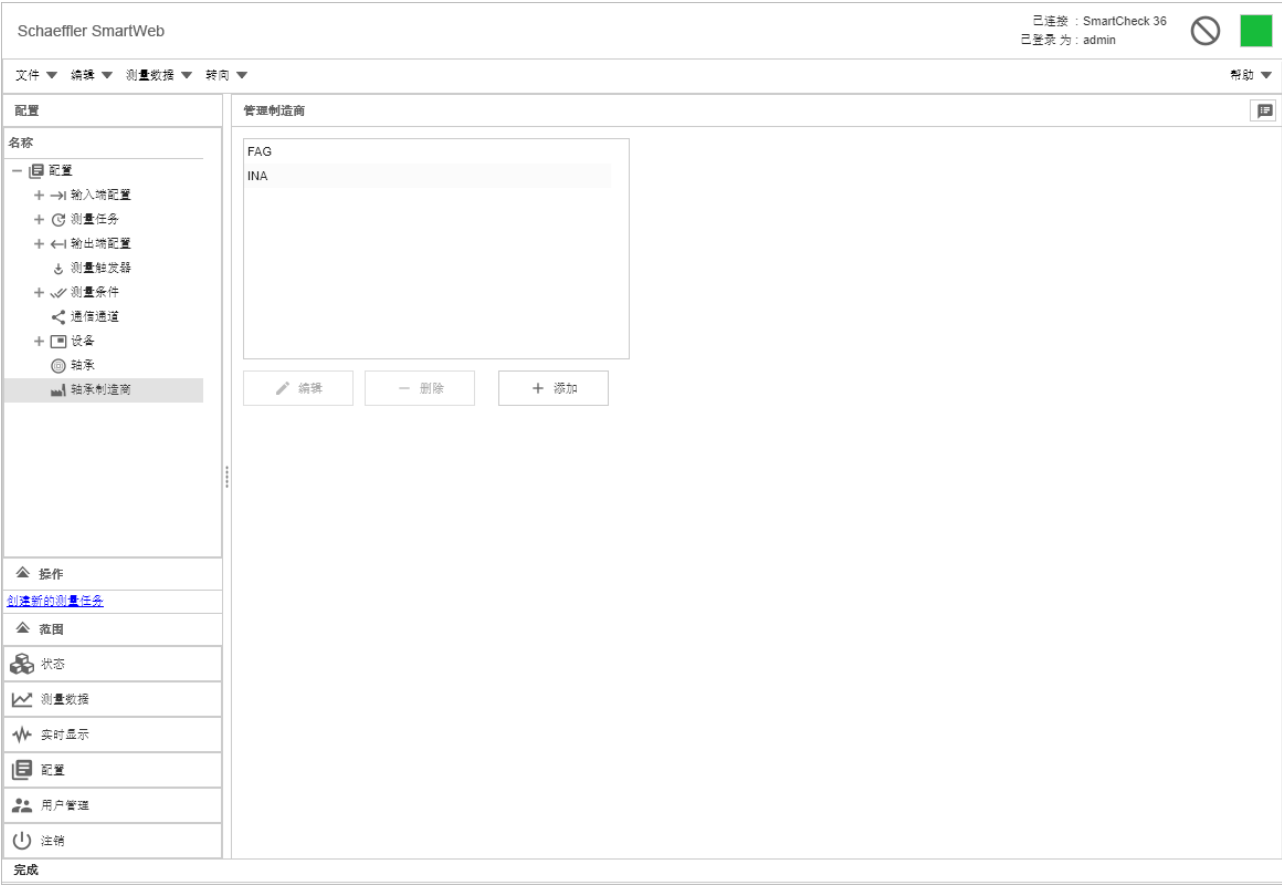 Schaeffler SmartWeb
已连接 : SmartCheck 36
已登录 为 : admin
文件 编辑 测量数据 转向 帮助
配置
管理制造商
名称
配置
输入端配置
测量任务
输出端配置
测量触发器
测量条件
通信通道
设备
轴承
轴承制造商
FAG
INA
编辑 删除 添加
操作
创建新的测量任务
范围
状态
测量数据
实时显示
配置
用户管理
注销
完成